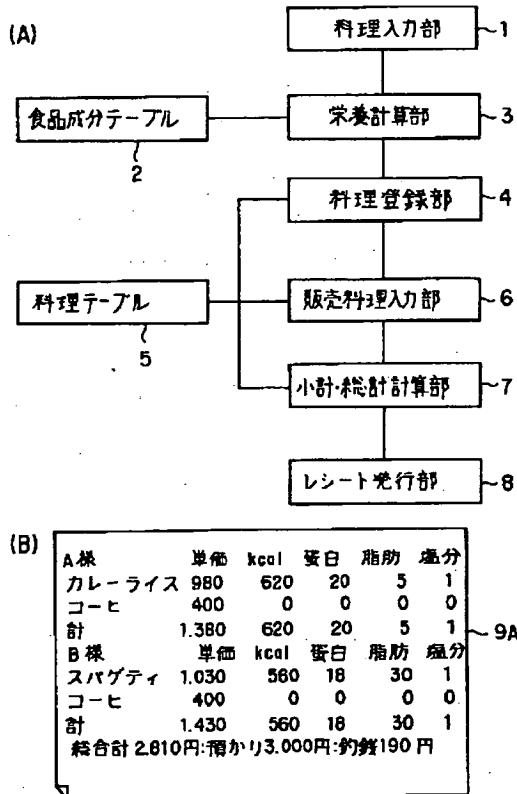 (A)
料理入力部 1
食品成分テーブル 2
栄養計算部 3
料理登録部 4
料理テーブル 5
販売料理入力部 6
小計・総計計算部 7
レシート発行部 8
(B)
A様 単価 kcal 蛋白 脂肪 塩分
カレーライス 980 620 20 5 1
コーヒ 400 0 0 0 0
計 1.380 620 20 5 1
9A
B様 単価 kcal 蛋白 脂肪 塩分
スパゲティ 1.030 560 18 30 1
コーヒ 400 0 0 0 0
計 1.430 560 18 30 1
総合計 2.810円:預かり3.000円:釣銭190円